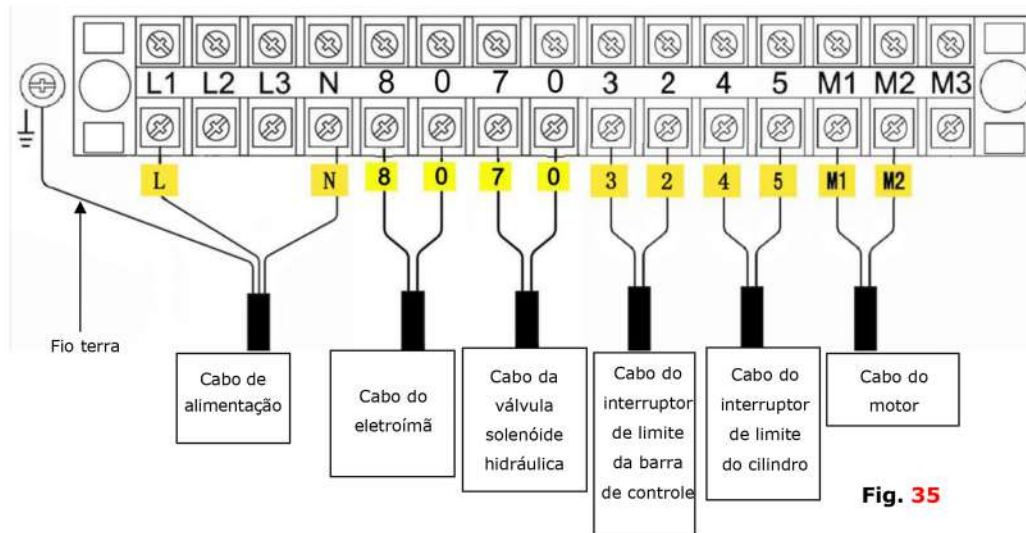 L1 L2 L3 N 8 0 7 0 3 2 4 5 M1 M2 M3
L N 8 0 7 0 3 2 4 5 M1 M2
Fio terra
Cabo de
alimentação
Cabo do
eletroímã
Cabo da
válvula
solenóide
hidráulica
Cabo do
interruptor
de limite
da barra
de controle
Cabo do
interruptor
de limite
do cilindro
Cabo do
motor
Fig. 35